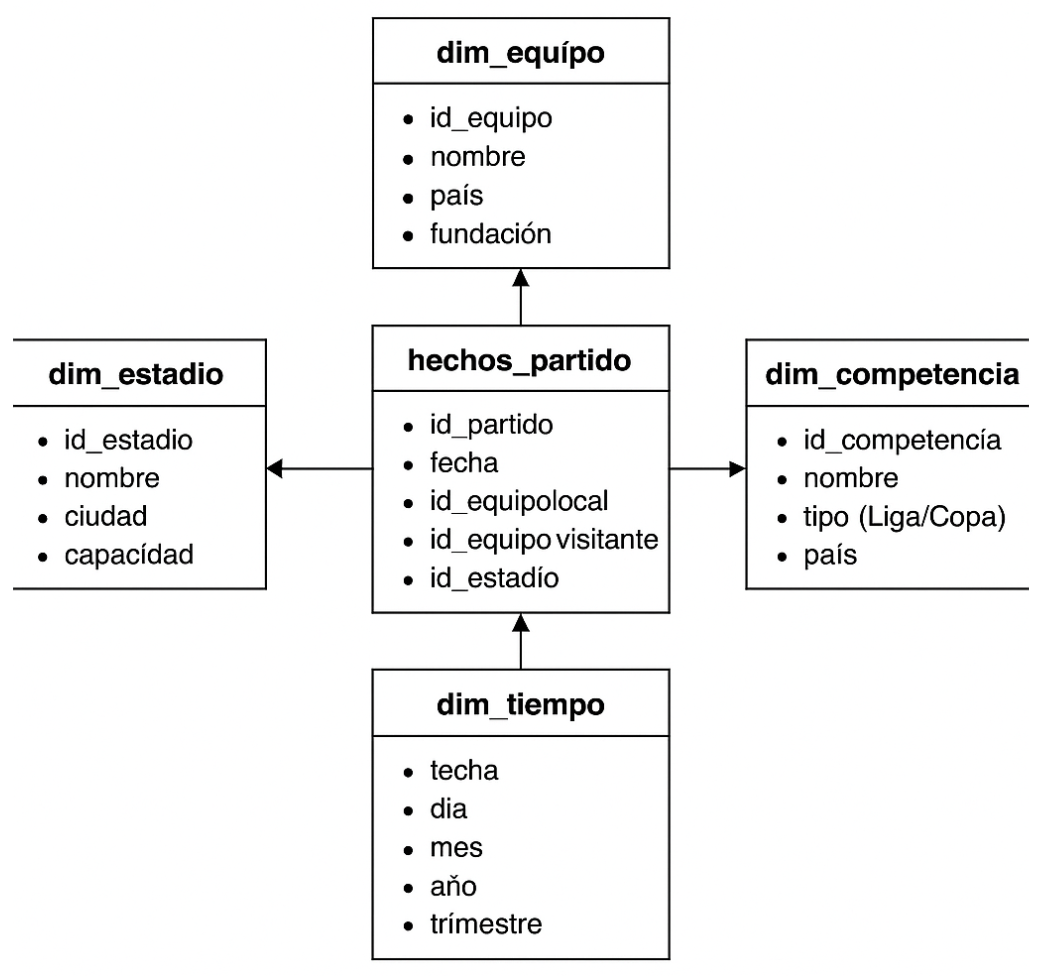 dim_equípo
• id_equipo
• nombre
• país
• fundación
dim_estadio
• id_estadio
• nombre
• ciudad
• capacídad
hechos_partido
• id_partido
• fecha
• id_equipolocal
• id_equipo visitante
• id_estadío
dim_competencia
• id_competencía
• nombre
• tipo (Liga/Copa)
• país
dim_tiempo
• techa
• dia
• mes
• aňo
• trímestre